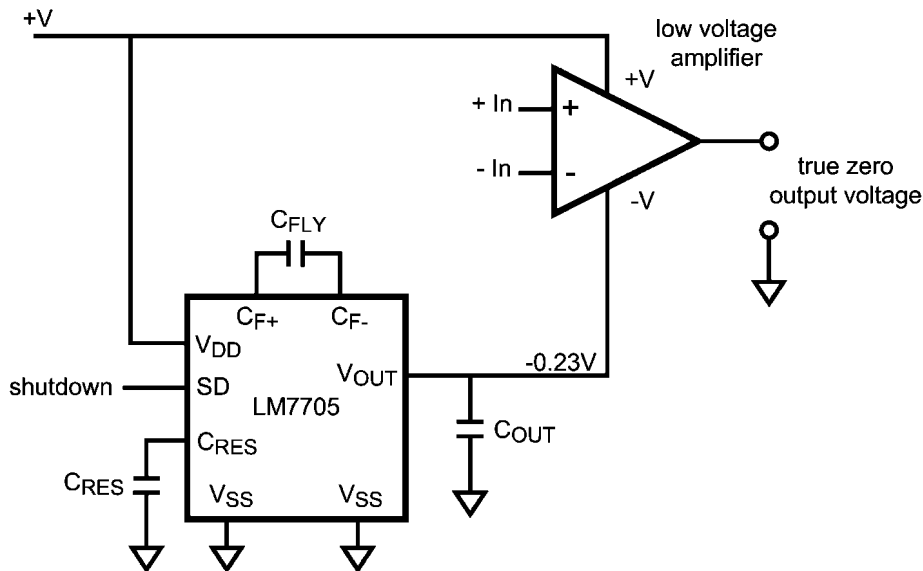 +V
low voltage
amplifier
+V
+ In
+
- In
-
-V
true zero
output voltage
CFLY
CF+
CF-
VDD
shutdown
SD
LM7705
VOUT
-0.23V
CRES
CRES
COUT
VSS
VSS